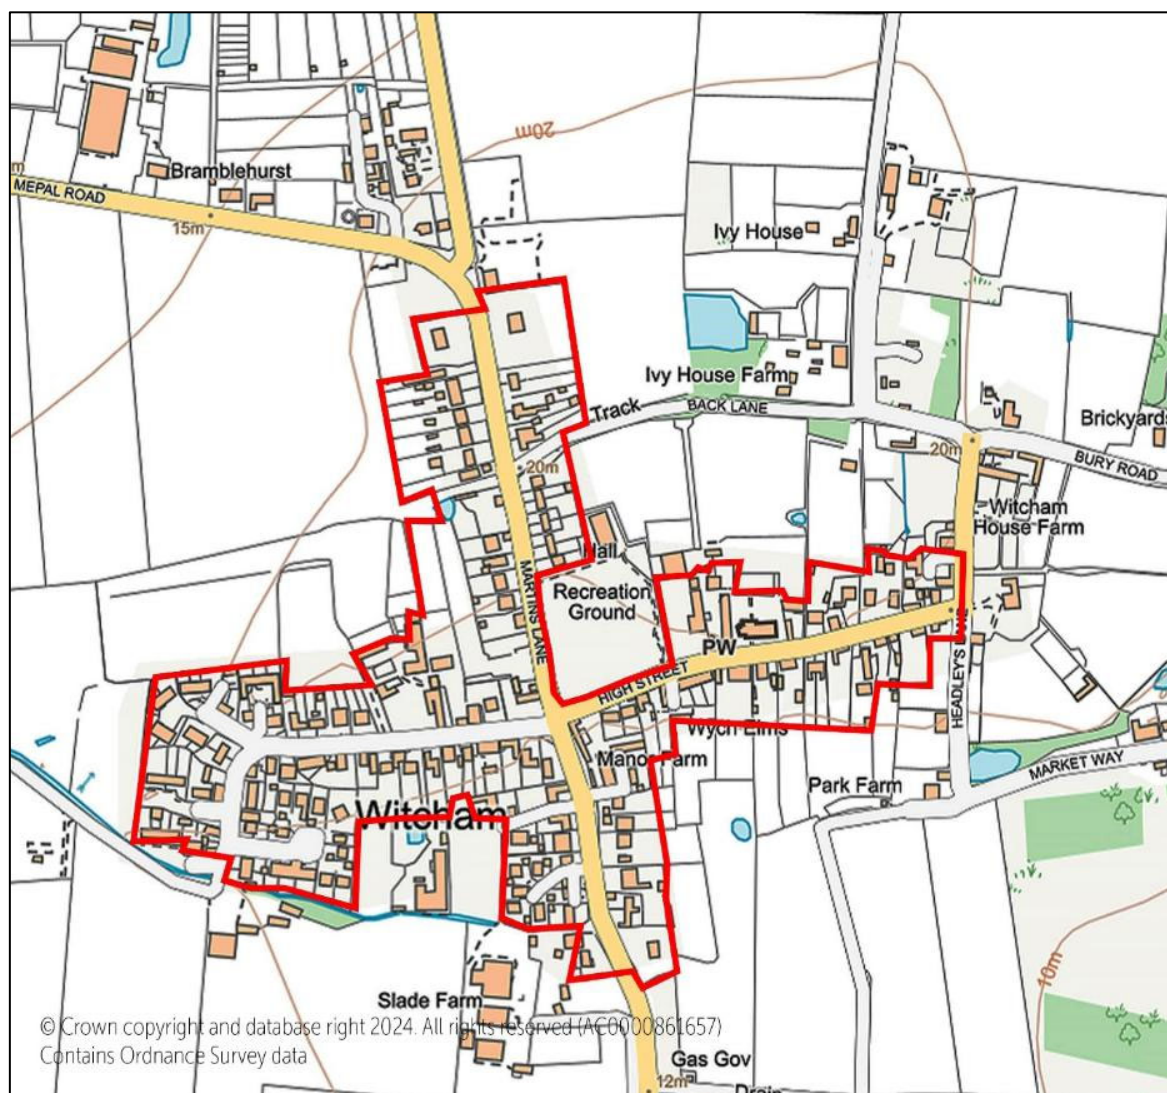 20m
Bramblehurst
m
MEPAL ROAD
15m
Ivy House
Ivy House Farm
Track
BACK LANE
Brickyards
20m
20m
BURY ROAD
Witcham
House Farm
Hall
MARTINS LANE
Recreation
Ground
PW
HIGH STREET
HEADLEY'S LANE
Wych Elms
Manor Farm
MARKET WAY
Park Farm
Witcham
10m
Slade Farm
© Crown copyright and database right 2024. All rights reserved (AC0000861657)
Contains Ordnance Survey data
Gas Gov
12m
Drain